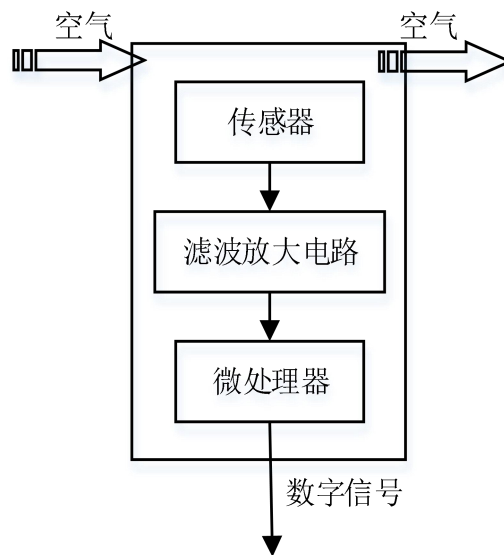 空气
空气
传感器
滤波放大电路
微处理器
数字信号